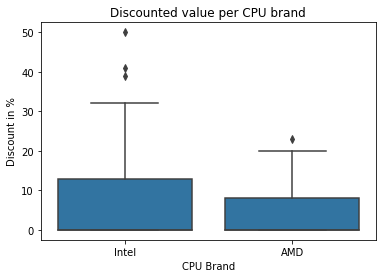 Discounted value per CPU brand
50
40
30
20
10
0
Discount in %
Intel
AMD
CPU Brand